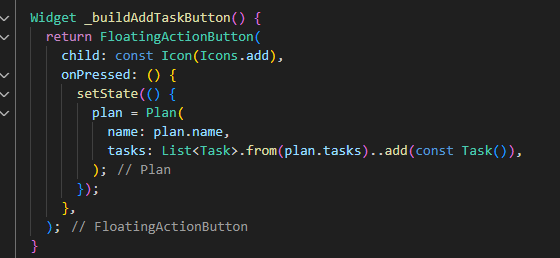 Widget _buildAddTaskButton() {
  return FloatingActionButton(
    child: const Icon(Icons.add),
    onPressed: () {
      setState(() {
        plan = Plan(
          name: plan.name,
          tasks: List<Task>.from(plan.tasks)..add(const Task()),
        ); // Plan
      });
    },
  ); // FloatingActionButton
}